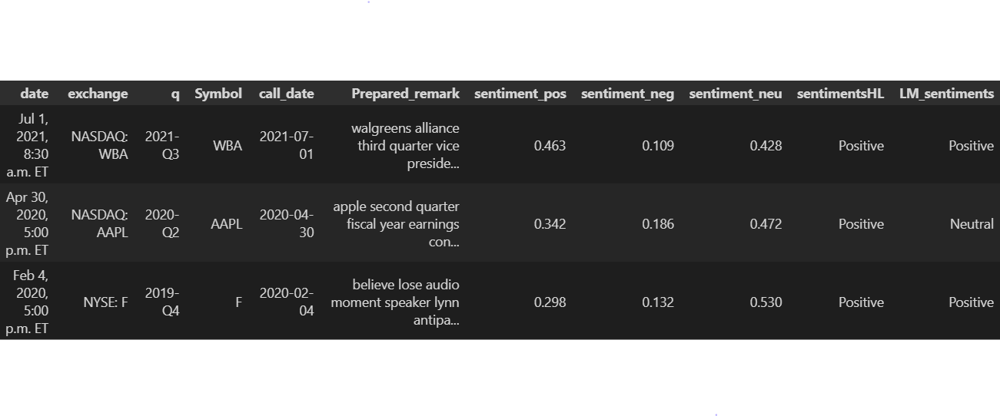 date exchange q Symbol call_date Prepared_remark sentiment_pos sentiment_neg sentiment_neu sentimentsHL LM_sentiments
Jul 1,
2021,
8:30
a.m. ET
NASDAQ:
WBA
2021-
Q3
WBA
2021-07-
01
walgreens alliance
third quarter vice
preside...
0.463
0.109
0.428
Positive
Positive
Apr 30,
2020,
5:00
p.m. ET
NASDAQ:
AAPL
2020-
Q2
AAPL
2020-04-
30
apple second quarter
fiscal year earnings
con...
0.342
0.186
0.472
Positive
Neutral
Feb 4,
2020,
5:00
p.m. ET
NYSE: F
2019-
Q4
F
2020-02-
04
believe lose audio
moment speaker lynn
antipa...
0.298
0.132
0.530
Positive
Positive